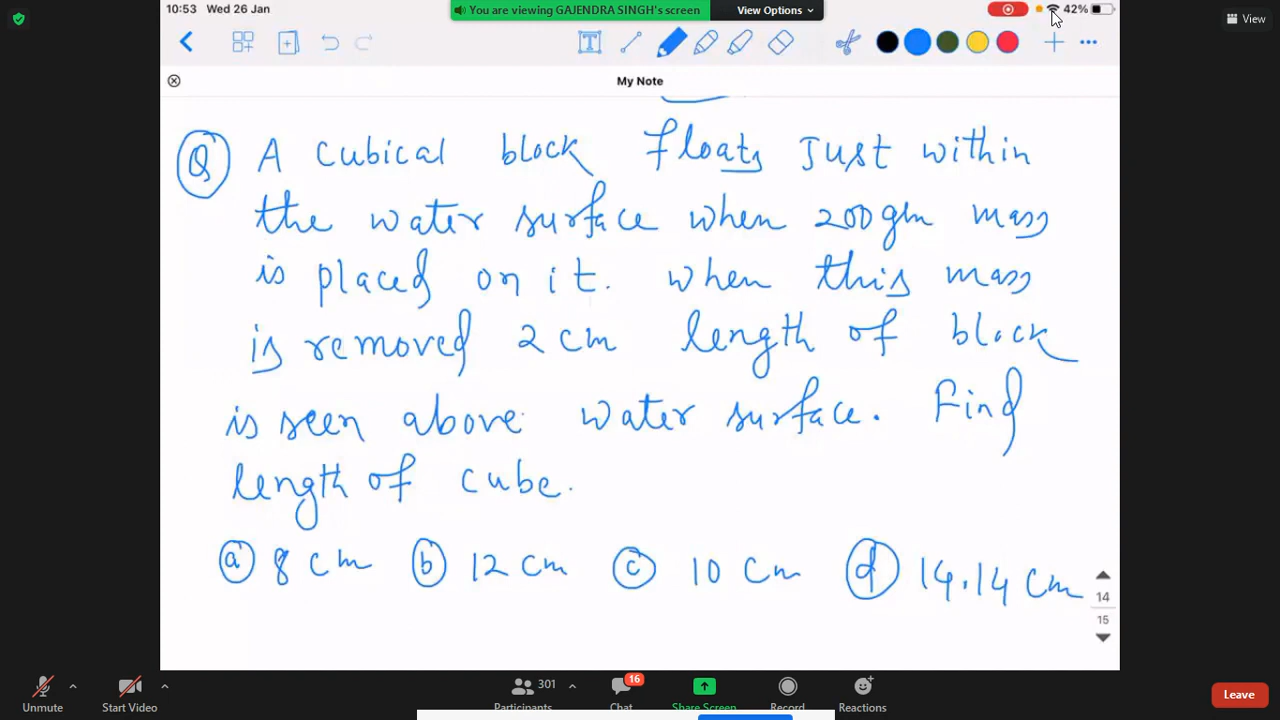 10:53 Wed 26 Jan
You are viewing GAJENDRA SINGH's screen
View Options
42%
View
My Note
Q A cubical block floats Just within
the water surface when 200 gm mass
is placed on it. when this mass
is removed 2 cm length of block
is seen above water surface. Find
length of cube.
a 8 cm b 12 cm c 10 cm d 14.14 cm
14
15
Unmute
Start Video
301
Participants
16
Chat
Share Screen
Record
Reactions
Leave